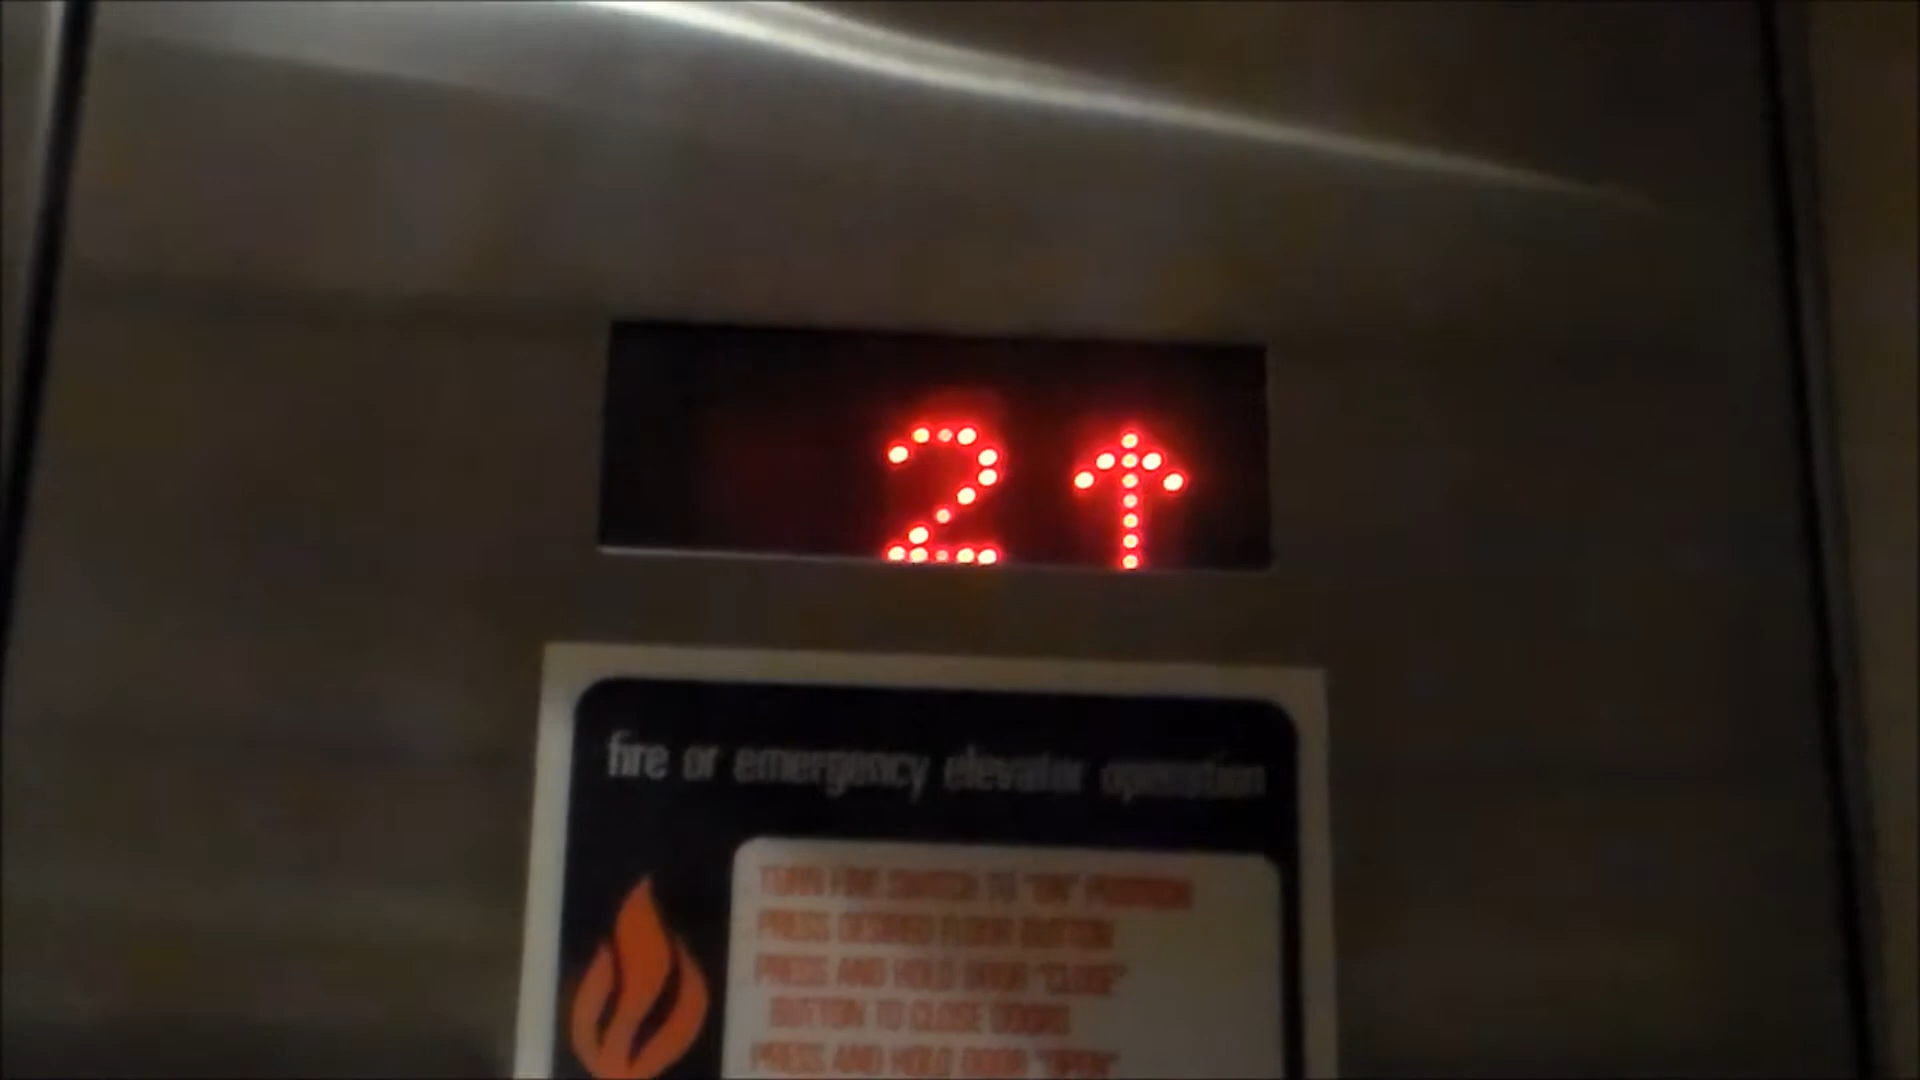 2↑
fire or emergency elevator operation
TURN FIRE SWITCH TO "ON" POSITION
PRESS DESIRED FLOOR BUTTON
PRESS AND HOLD DOOR "CLOSE"
BUTTON TO CLOSE DOORS
PRESS AND HOLD DOOR "OPEN"